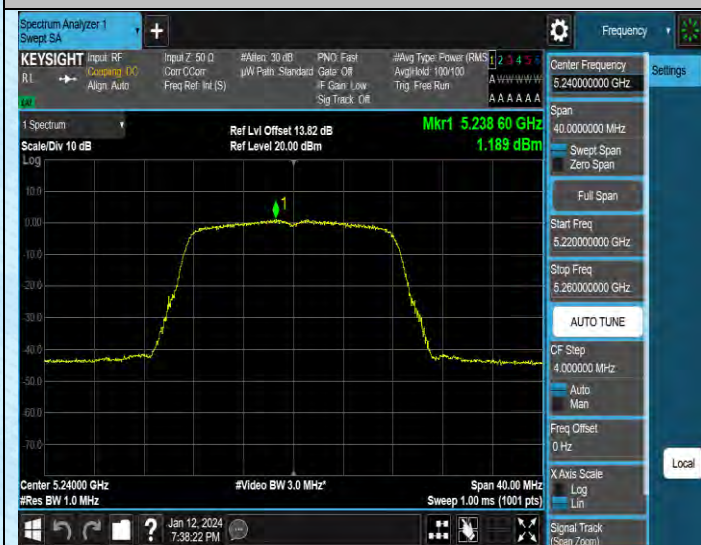 Spectrum Analyzer 1
Swept SA
+
Frequency
KEYSIGHT
RL
Input: RF
Coupling: DC
Align: Auto
Input Z: 50 Ω
Corr CCorr
Freq Ref: Int (S)
#Atten: 30 dB
µW Path: Standard
PNO: Fast
Gate: Off
IF Gain: Low
Sig Track: Off
#Avg Type: Power (RMS
Avg|Hold: 100/100
Trig: Free Run
1 2 3 4 5 6
A W W W W W
A A A A A A
1 Spectrum
Scale/Div 10 dB
Log
Ref Lvl Offset 13.82 dB
Ref Level 20.00 dBm
Mkr1 5.238 60 GHz
1.189 dBm
1
10.0
0.00
-10.0
-20.0
-30.0
-40.0
-50.0
-60.0
-70.0
Center 5.24000 GHz
#Res BW 1.0 MHz
#Video BW 3.0 MHz*
Span 40.00 MHz
Sweep 1.00 ms (1001 pts)
?
Jan 12, 2024
7:38:22 PM
Center Frequency
5.240000000 GHz
Settings
Span
40.0000000 MHz
Swept Span
Zero Span
Full Span
Start Freq
5.220000000 GHz
Stop Freq
5.260000000 GHz
AUTO TUNE
CF Step
4.000000 MHz
Auto
Man
Freq Offset
0 Hz
X Axis Scale
Log
Lin
Local
Signal Track
(Span Zoom)